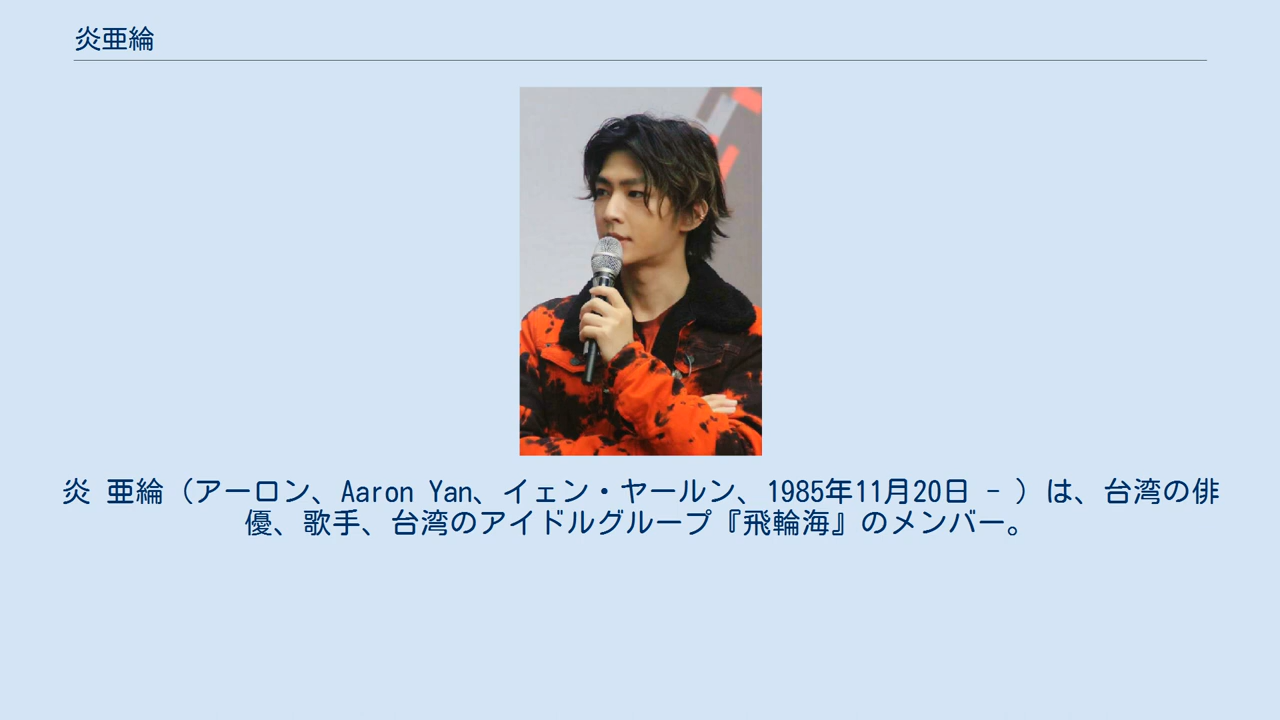 炎亜綸
炎 亜綸（アーロン、Aaron Yan、イェン・ヤールン、1985年11月20日 - ）は、台湾の俳
優、歌手、台湾のアイドルグループ『飛輪海』のメンバー。